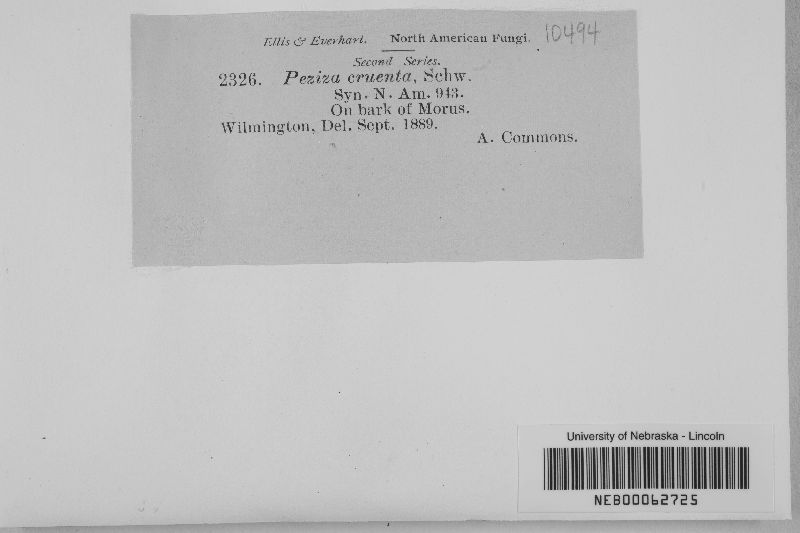 Ellis & Everhart. North American Fungi. 10494
Second Series.
2326. Peziza cruenta, Schw.
Syn. N. Am. 943.
On bark of Morus.
Wilmington, Del. Sept. 1889.
A. Commons.
University of Nebraska - Lincoln
NEB00062725